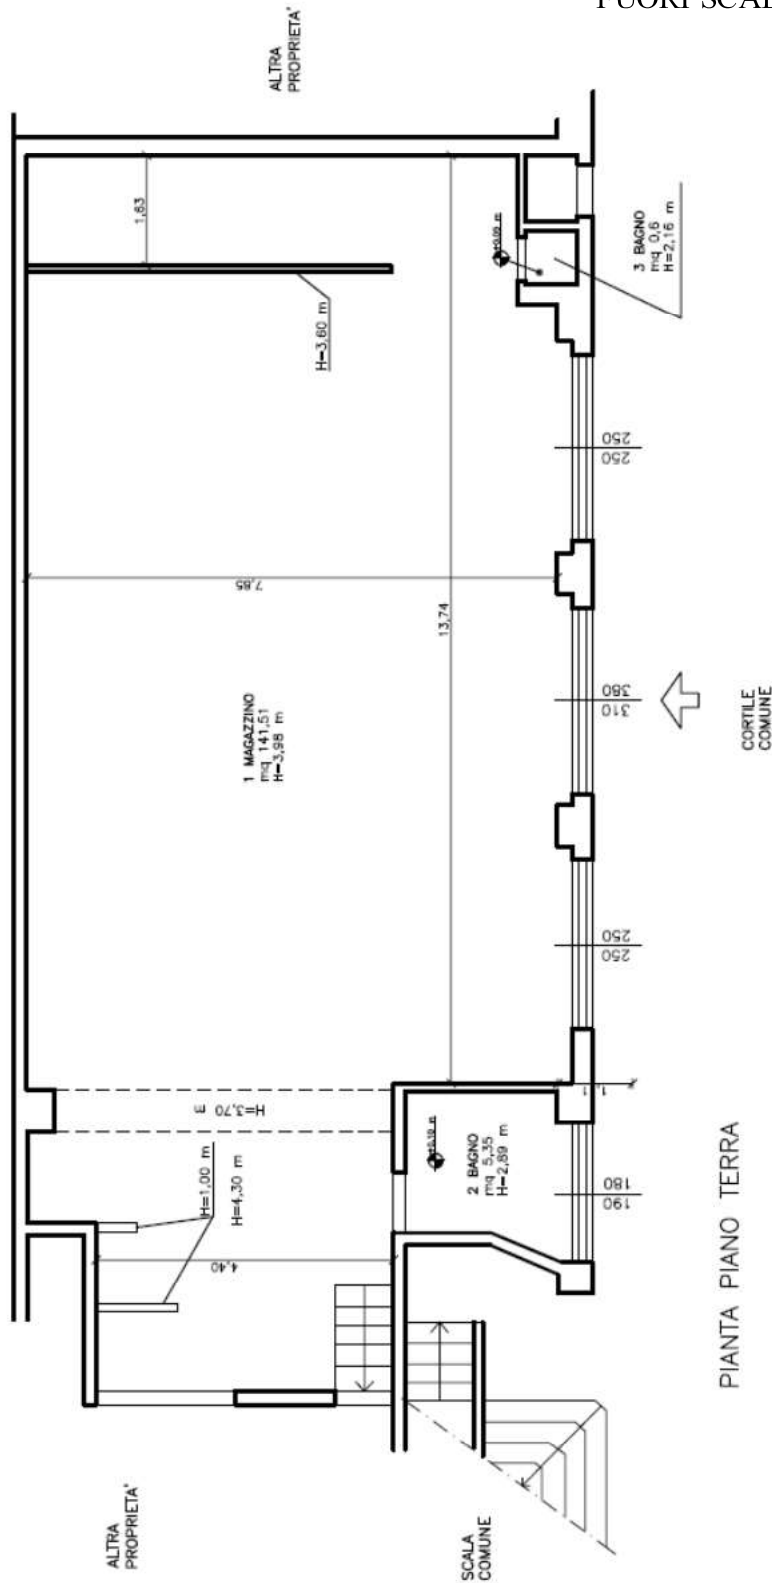 FUORI SCAL
ALTRA
PROPRIETA'
1,63
H=3,60 m
±0,00 m
3 BAGNO
mq 0,6
H=2,16 m
250
250
7,85
13,74
1 MAGAZZINO
mq 141,51
H=3,98 m
380
310
CORTILE
COMUNE
250
250
H=3,70 m
H=1,00 m
H=4,30 m
2 BAGNO
mq 5,35
H=2,89 m
180
190
4,40
PIANTA PIANO TERRA
ALTRA
PROPRIETA'
SCALA
COMUNE